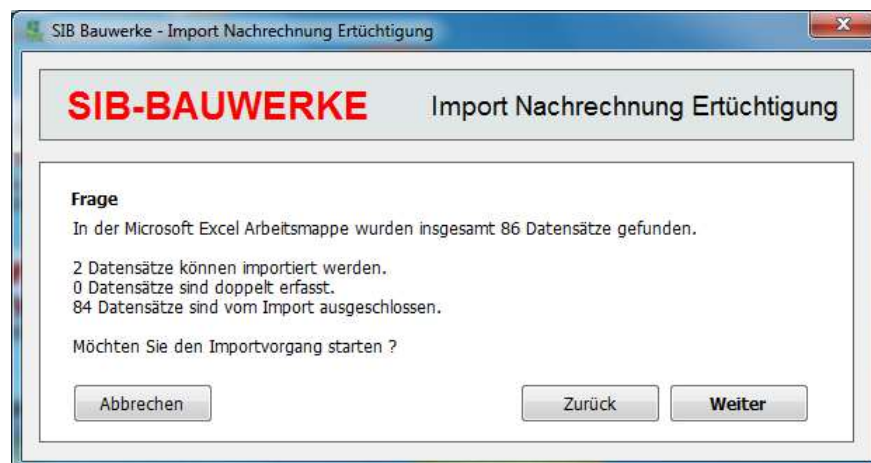 SIB Bauwerke - Import Nachrechnung Ertüchtigung
SIB-BAUWERKE Import Nachrechnung Ertüchtigung
Frage
In der Microsoft Excel Arbeitsmappe wurden insgesamt 86 Datensätze gefunden.
2 Datensätze können importiert werden.
0 Datensätze sind doppelt erfasst.
84 Datensätze sind vom Import ausgeschlossen.
Möchten Sie den Importvorgang starten ?
Abbrechen Zurück Weiter